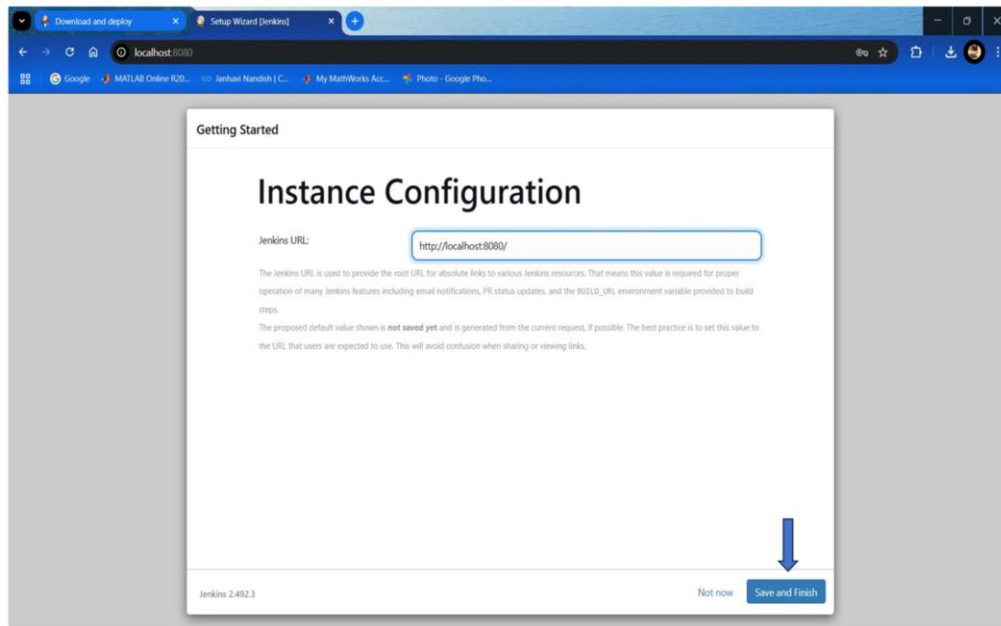 Download and deploy
Setup Wizard [Jenkins]
localhost:8080
Google
MATLAB Online R20...
Janhavi Nandish | C...
My MathWorks Acc...
Photo - Google Pho...
Getting Started
Instance Configuration
Jenkins URL:
http://localhost:8080/
The Jenkins URL is used to provide the root URL for absolute links to various Jenkins resources. That means this value is required for proper
operation of many Jenkins features including email notifications, PR status updates, and the BUILD_URL environment variable provided to build
steps.
The proposed default value shown is not saved yet and is generated from the current request, if possible. The best practice is to set this value to
the URL that users are expected to use. This will avoid confusion when sharing or viewing links.
Jenkins 2.492.3
Not now
Save and Finish